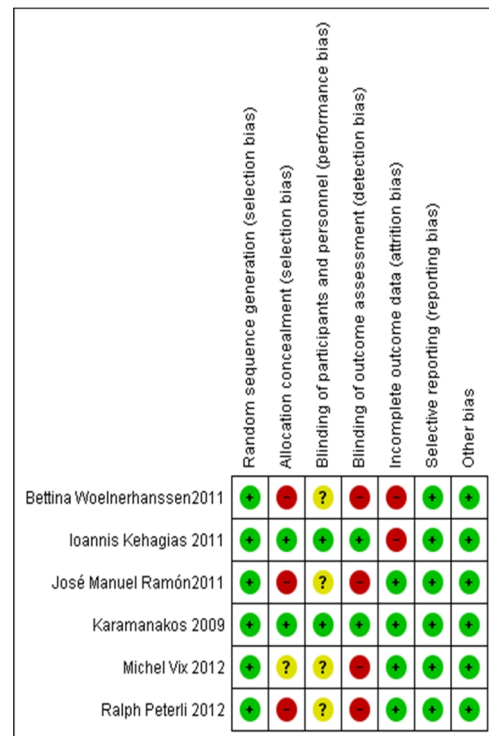 Random sequence generation (selection bias)
Allocation concealment (selection bias)
Blinding of participants and personnel (performance bias)
Blinding of outcome assessment (detection bias)
Incomplete outcome data (attrition bias)
Selective reporting (reporting bias)
Other bias
Bettina Woelnerhanssen2011 + - ? - - + +
Ioannis Kehagias 2011 + + + + - + +
José Manuel Ramón2011 + - ? - + + +
Karamanakos 2009 + + + + + + +
Michel Vix 2012 + ? ? - + + +
Ralph Peterli 2012 + - ? - + + +